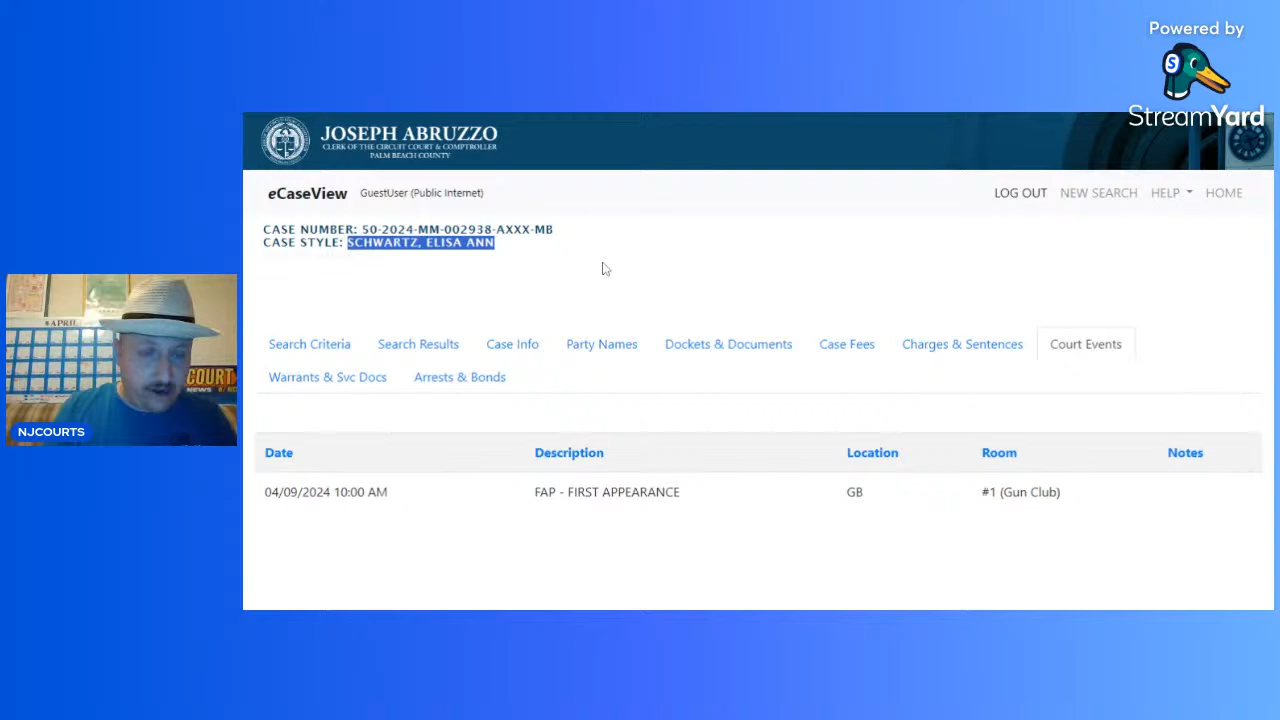 Powered by
S
StreamYard
JOSEPH ABRUZZO
CLERK OF THE CIRCUIT COURT & COMPTROLLER
PALM BEACH COUNTY
eCaseView GuestUser (Public Internet) LOG OUT NEW SEARCH HELP HOME
CASE NUMBER: 50-2024-MM-002938-AXXX-MB
CASE STYLE: SCHWARTZ, ELISA ANN
Search Criteria Search Results Case Info Party Names Dockets & Documents Case Fees Charges & Sentences Court Events
Warrants & Svc Docs Arrests & Bonds
Date Description Location Room Notes
04/09/2024 10:00 AM FAP - FIRST APPEARANCE GB #1 (Gun Club)
APRIL
COURT
NEWS
NJCOURTS